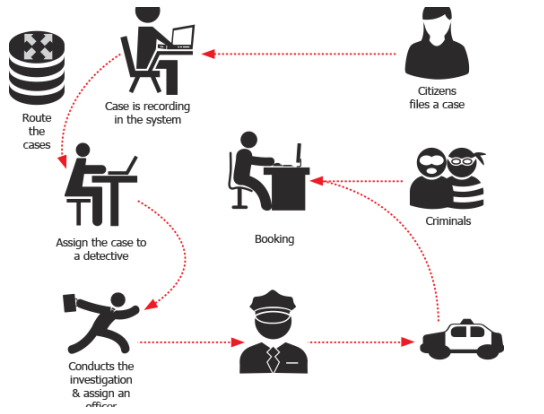 Citizens
files a case
Case is recording
in the system
Route
the
cases
Assign the case to
a detective
Booking
Criminals
Conducts the
investigation
& assign an
officer